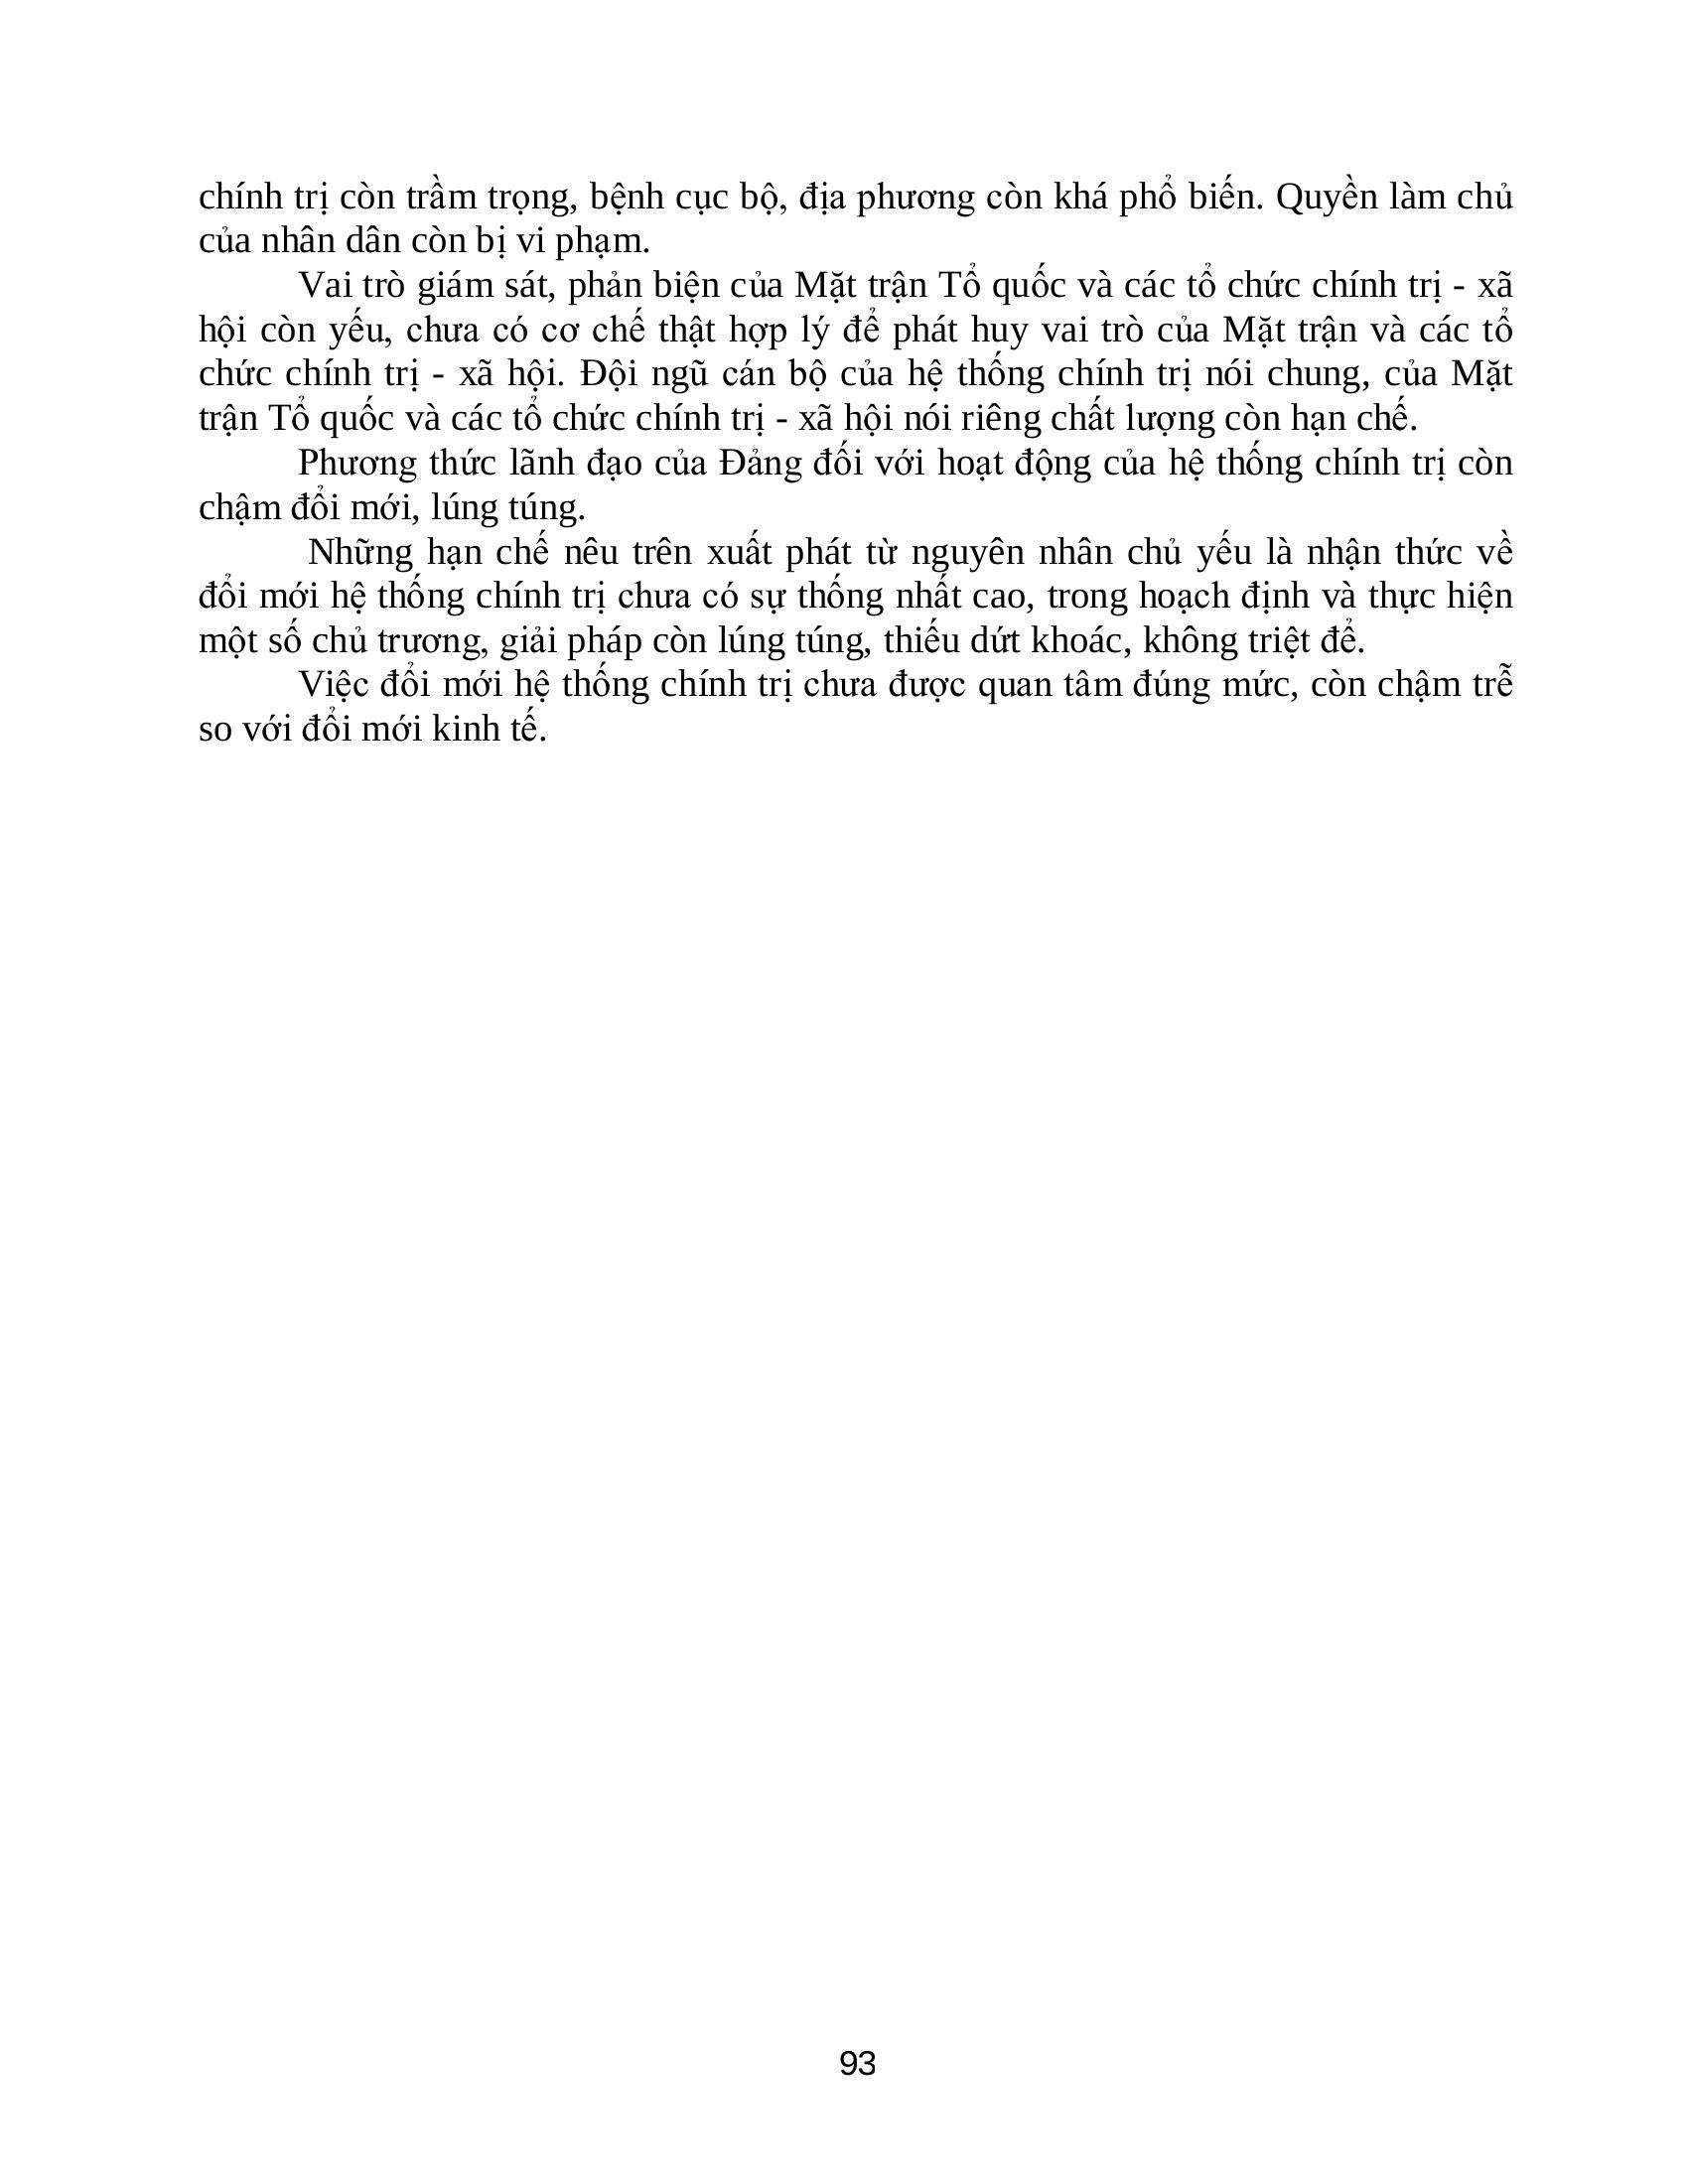 chính trị còn trầm trọng, bệnh cục bộ, địa phương còn khá phổ biến. Quyền làm chủ
của nhân dân còn bị vi phạm.
Vai trò giám sát, phản biện của Mặt trận Tổ quốc và các tổ chức chính trị - xã
hội còn yếu, chưa có cơ chế thật hợp lý để phát huy vai trò của Mặt trận và các tổ
chức chính trị - xã hội. Đội ngũ cán bộ của hệ thống chính trị nói chung, của Mặt
trận Tổ quốc và các tổ chức chính trị - xã hội nói riêng chất lượng còn hạn chế.
Phương thức lãnh đạo của Đảng đối với hoạt động của hệ thống chính trị còn
chậm đổi mới, lúng túng.
Những hạn chế nêu trên xuất phát từ nguyên nhân chủ yếu là nhận thức về
đổi mới hệ thống chính trị chưa có sự thống nhất cao, trong hoạch định và thực hiện
một số chủ trương, giải pháp còn lúng túng, thiếu dứt khoác, không triệt để.
Việc đổi mới hệ thống chính trị chưa được quan tâm đúng mức, còn chậm trễ
so với đổi mới kinh tế.
93